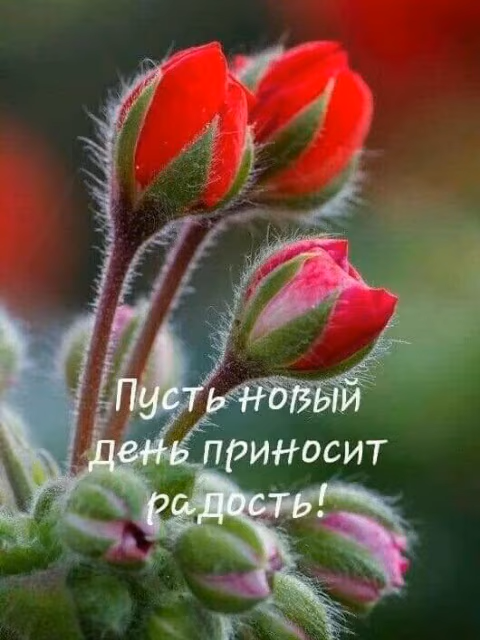 Пусть новый
день приносит
радость!